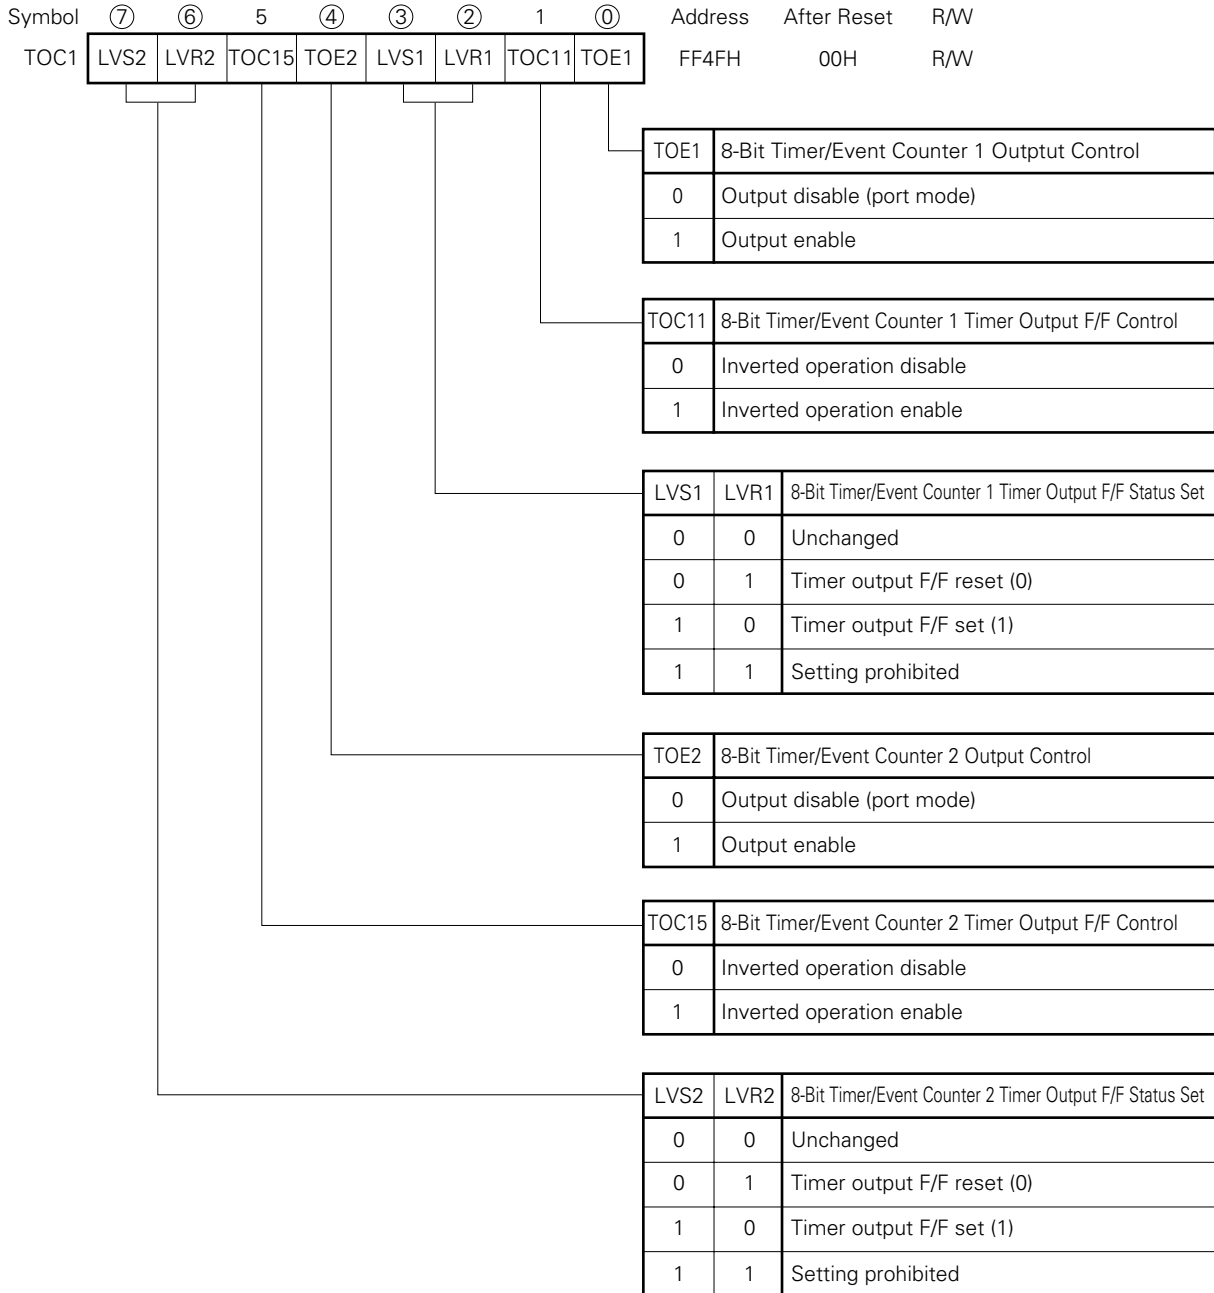 Symbol ⑦ ⑥ 5 ④ ③ ② 1 ⓪ Address After Reset R/W
TOC1 LVS2 LVR2 TOC15 TOE2 LVS1 LVR1 TOC11 TOE1 FF4FH 00H R/W
TOE1 8-Bit Timer/Event Counter 1 Outptut Control
0 Output disable (port mode)
1 Output enable
TOC11 8-Bit Timer/Event Counter 1 Timer Output F/F Control
0 Inverted operation disable
1 Inverted operation enable
LVS1 LVR1 8-Bit Timer/Event Counter 1 Timer Output F/F Status Set
0 0 Unchanged
0 1 Timer output F/F reset (0)
1 0 Timer output F/F set (1)
1 1 Setting prohibited
TOE2 8-Bit Timer/Event Counter 2 Output Control
0 Output disable (port mode)
1 Output enable
TOC15 8-Bit Timer/Event Counter 2 Timer Output F/F Control
0 Inverted operation disable
1 Inverted operation enable
LVS2 LVR2 8-Bit Timer/Event Counter 2 Timer Output F/F Status Set
0 0 Unchanged
0 1 Timer output F/F reset (0)
1 0 Timer output F/F set (1)
1 1 Setting prohibited